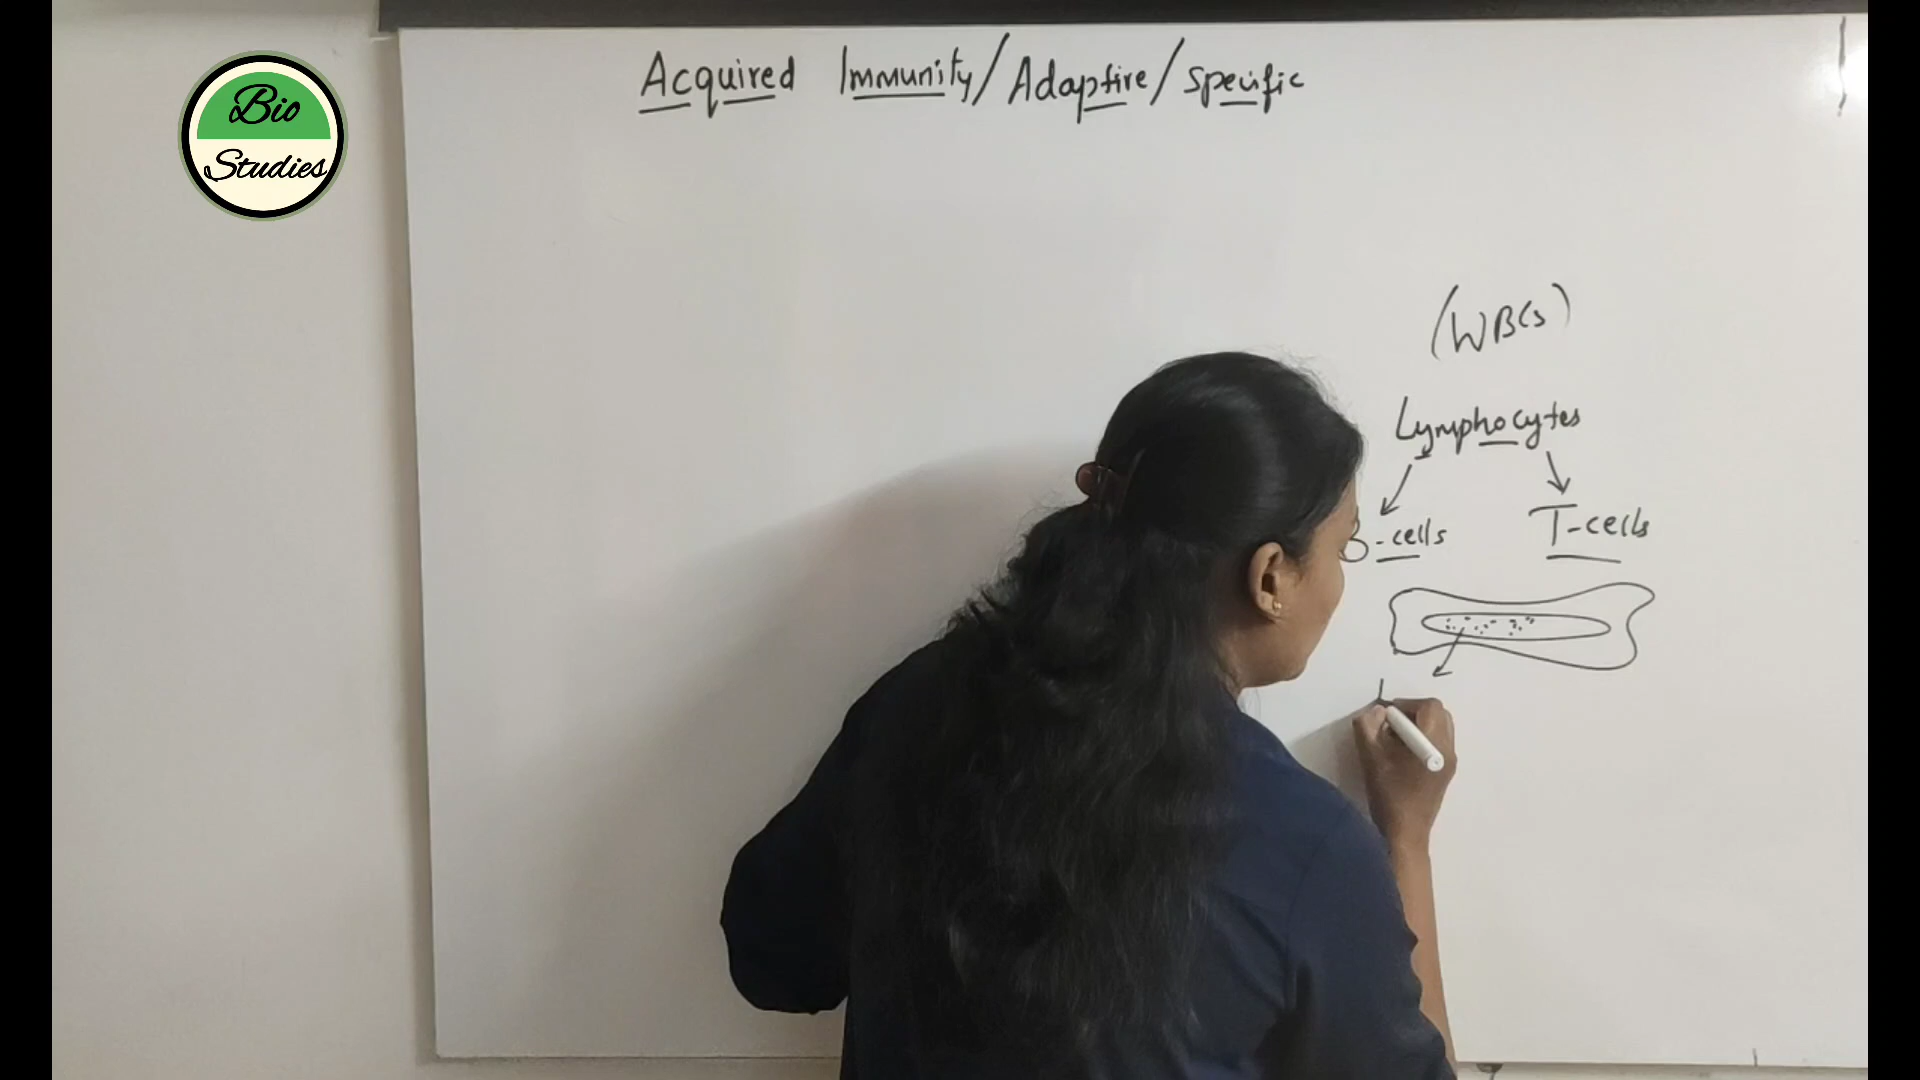 Bio
Studies
Acquired Immunity/Adaptive/Specific
(WBCs)
Lymphocytes
B-cells T-cells